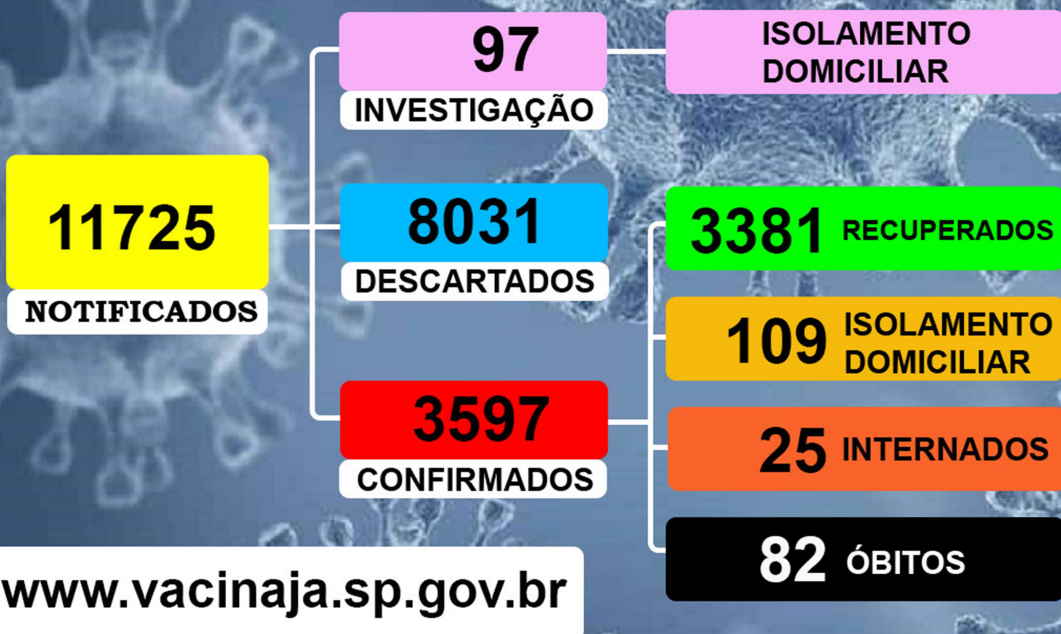 97
INVESTIGAÇÃO
ISOLAMENTO
DOMICILIAR
11725
NOTIFICADOS
8031
DESCARTADOS
3597
CONFIRMADOS
3381 RECUPERADOS
109 ISOLAMENTO
DOMICILIAR
25 INTERNADOS
82 ÓBITOS
www.vacinaja.sp.gov.br